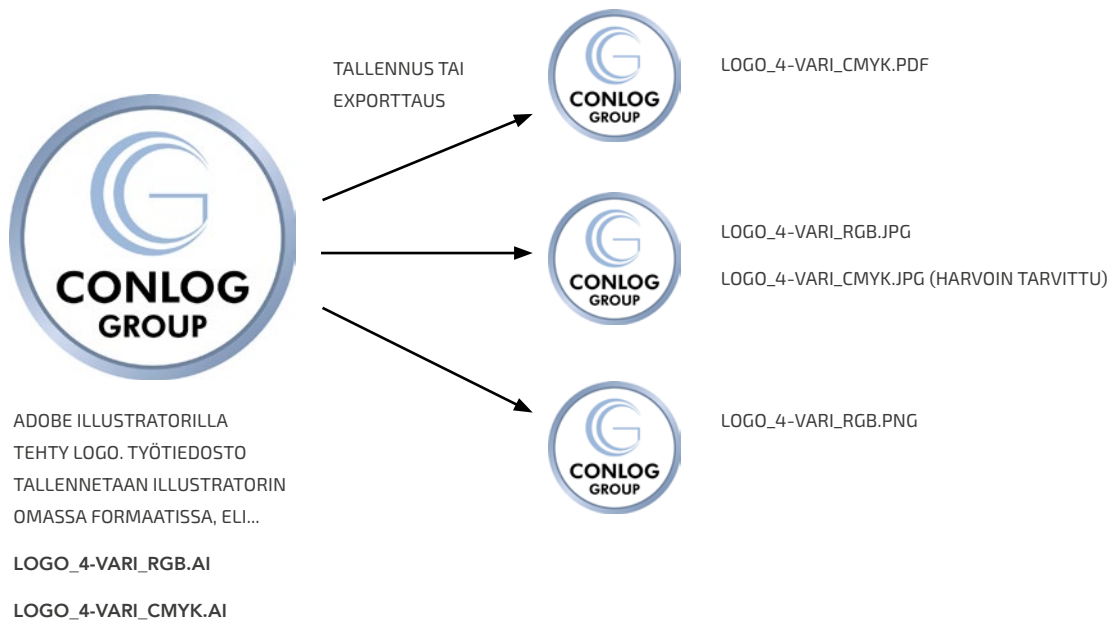 CONLOG
GROUP
ADOBE ILLUSTRATORILLA
TEHTY LOGO. TYÖTIEDOSTO
TALLENNETAAN ILLUSTRATORIN
OMASSA FORMAATISSA, ELI...
LOGO_4-VARI_RGB.AI
LOGO_4-VARI_CMYK.AI
TALLENNUS TAI
EXPORTTAUS
CONLOG
GROUP
LOGO_4-VARI_CMYK.PDF
CONLOG
GROUP
LOGO_4-VARI_RGB.JPG
LOGO_4-VARI_CMYK.JPG (HARVOIN TARVITTU)
CONLOG
GROUP
LOGO_4-VARI_RGB.PNG